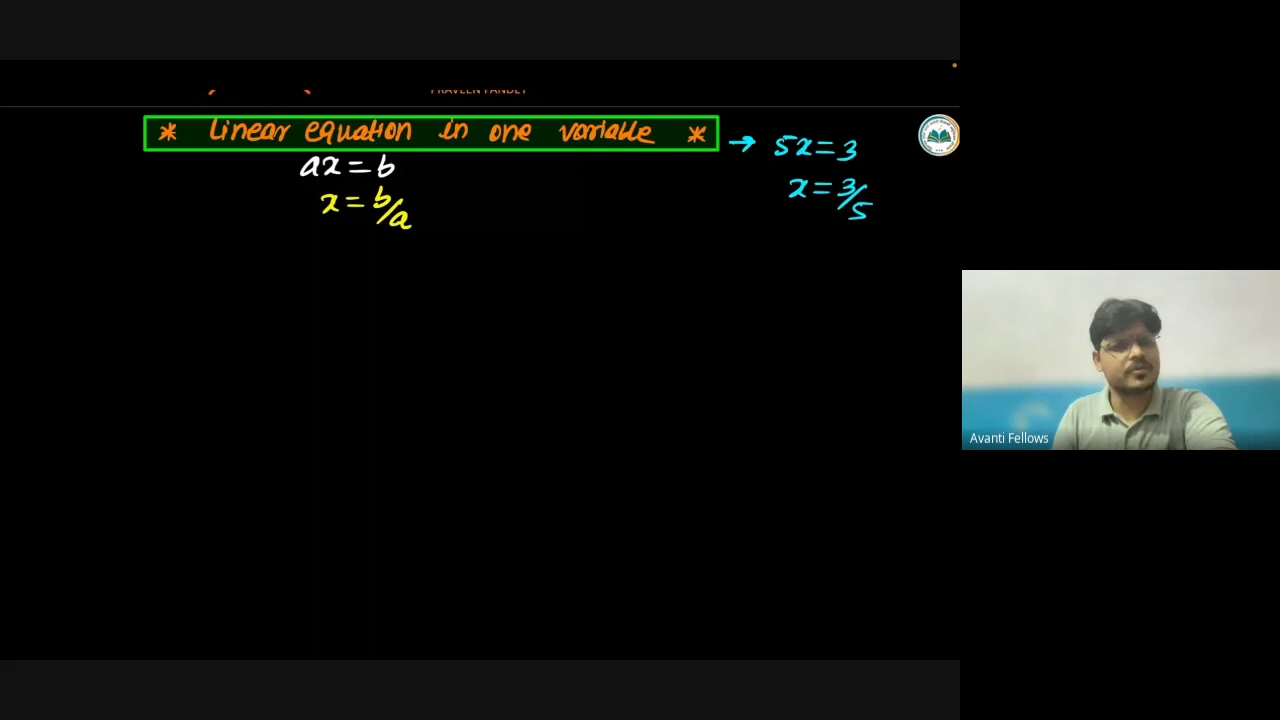 * Linear equation in one variable *
ax = b
x = b/a
→ 5x = 3
x = 3/5
Avanti Fellows